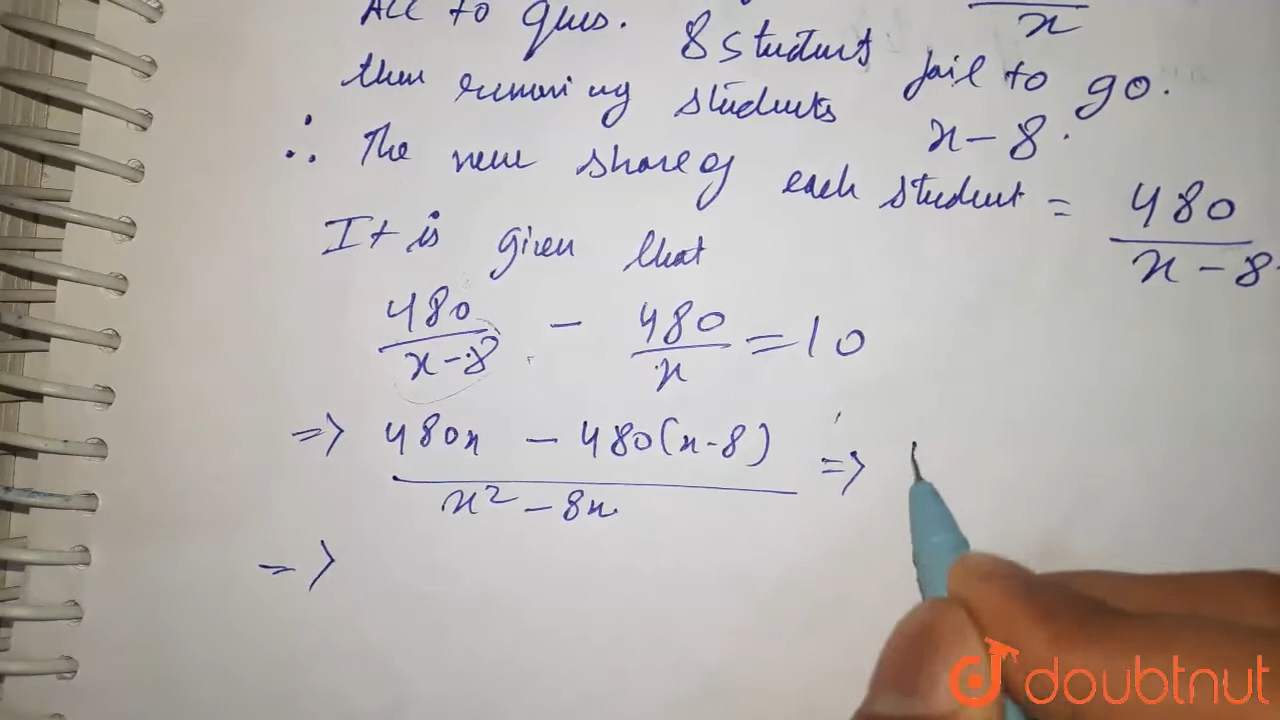 All to ques. 8 student fail to go.
x
then remaining students x-8.
∴ The new share of each student = 480/x-8.
It is given that
480/x-8 - 480/x = 10
=> 480x - 480(x-8)/x² - 8x =>
=>
doubtnut